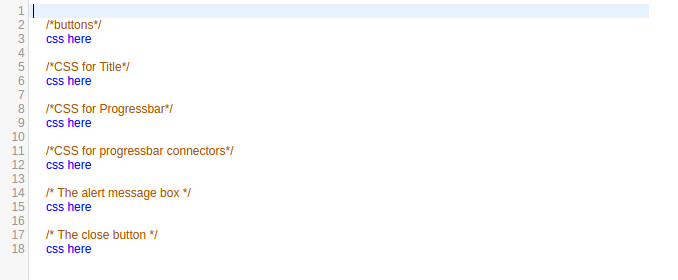 1
2 /*buttons*/
3 css here
4
5 /*CSS for Title*/
6 css here
7
8 /*CSS for Progressbar*/
9 css here
10
11 /*CSS for progressbar connectors*/
12 css here
13
14 /* The alert message box */
15 css here
16
17 /* The close button */
18 css here